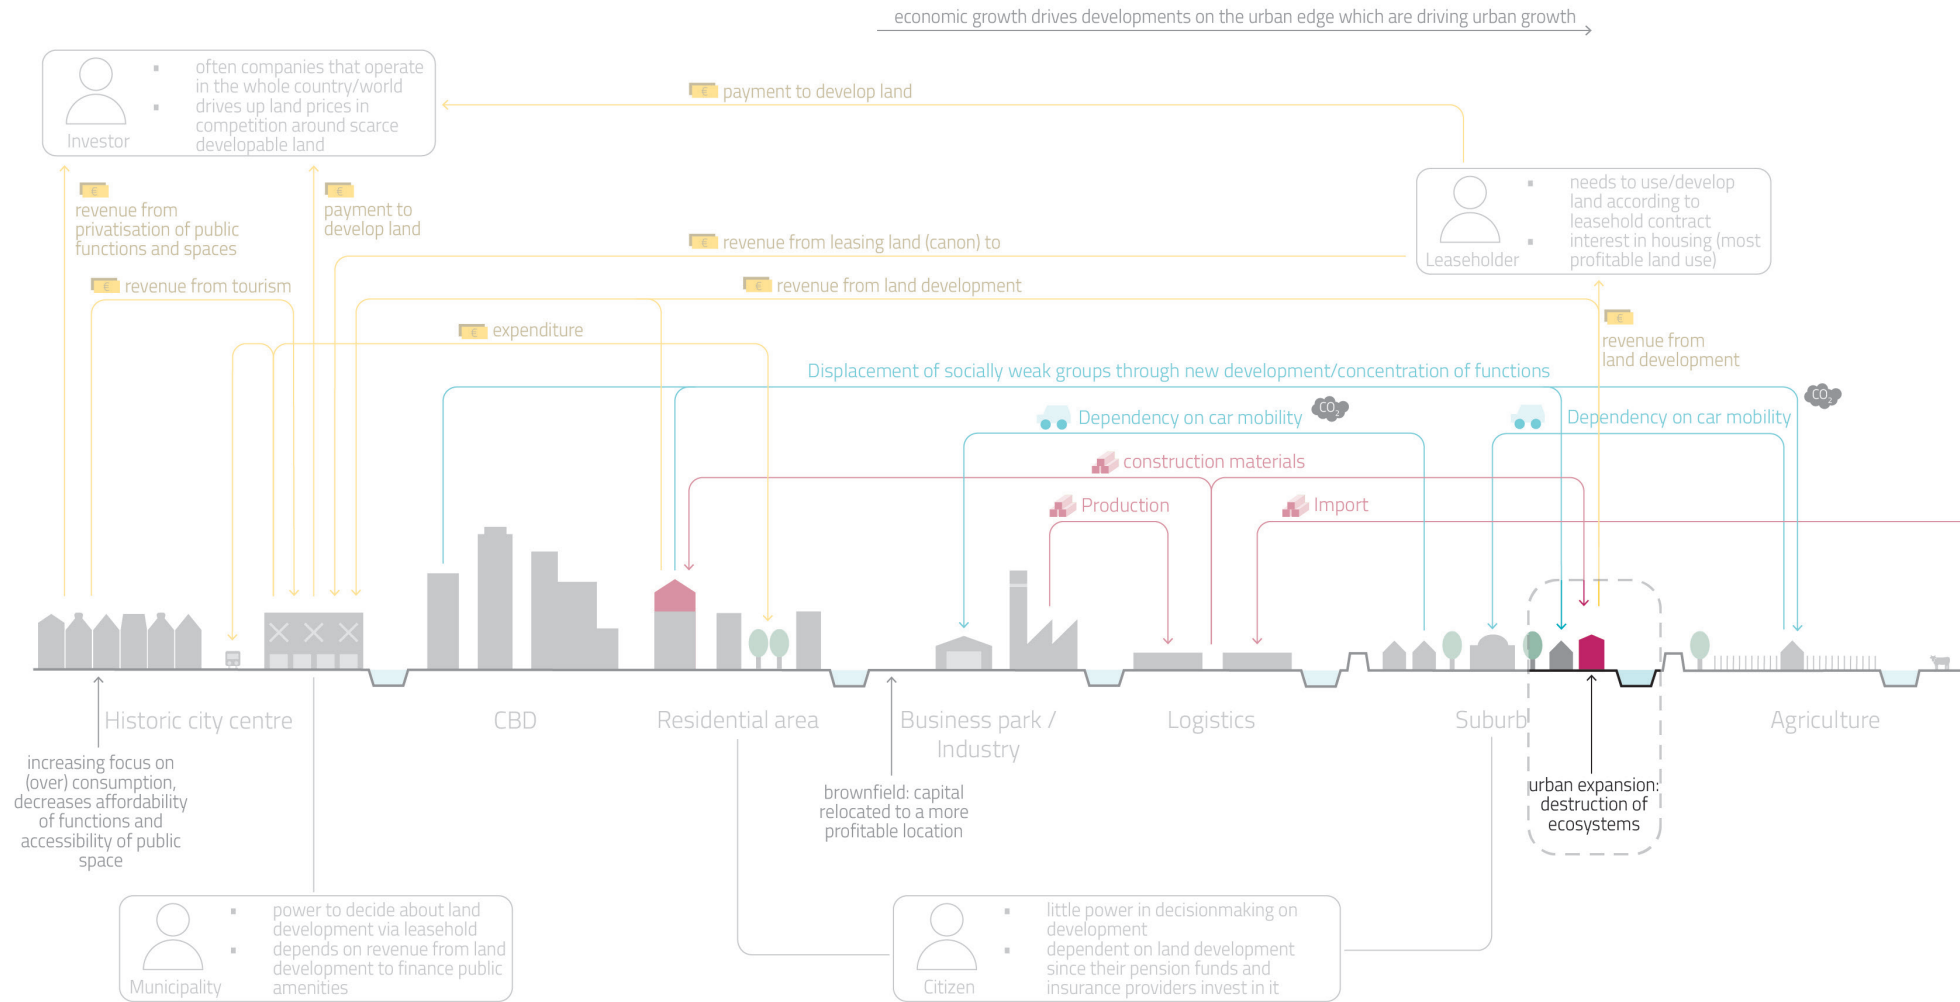 economic growth drives developments on the urban edge which are driving urban growth
often companies that operate
in the whole country/world
drives up land prices in
competition around scarce
developable land
Investor
€ payment to develop land
needs to use/develop
land according to
leasehold contract
interest in housing (most
profitable land use)
Leaseholder
€
revenue from
privatisation of public
functions and spaces
€
payment to
develop land
€ revenue from leasing land (canon) to
€ revenue from tourism
€ revenue from land development
€ expenditure
€
revenue from
land development
Displacement of socially weak groups through new development/concentration of functions
Dependency on car mobility
CO2
Dependency on car mobility
CO2
construction materials
Production
Import
Historic city centre
CBD
Residential area
Business park /
Industry
Logistics
Suburb
Agriculture
increasing focus on
(over) consumption,
decreases affordability
of functions and
accessibility of public
space
brownfield: capital
relocated to a more
profitable location
urban expansion:
destruction of
ecosystems
power to decide about land
development via leasehold
depends on revenue from land
development to finance public
amenities
Municipality
little power in decisionmaking on
development
dependent on land development
since their pension funds and
insurance providers invest in it
Citizen